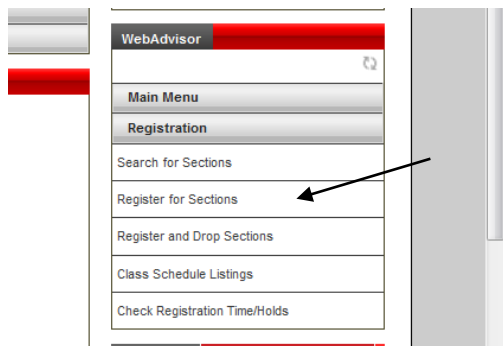 WebAdvisor
Main Menu
Registration
Search for Sections
Register for Sections
Register and Drop Sections
Class Schedule Listings
Check Registration Time/Holds